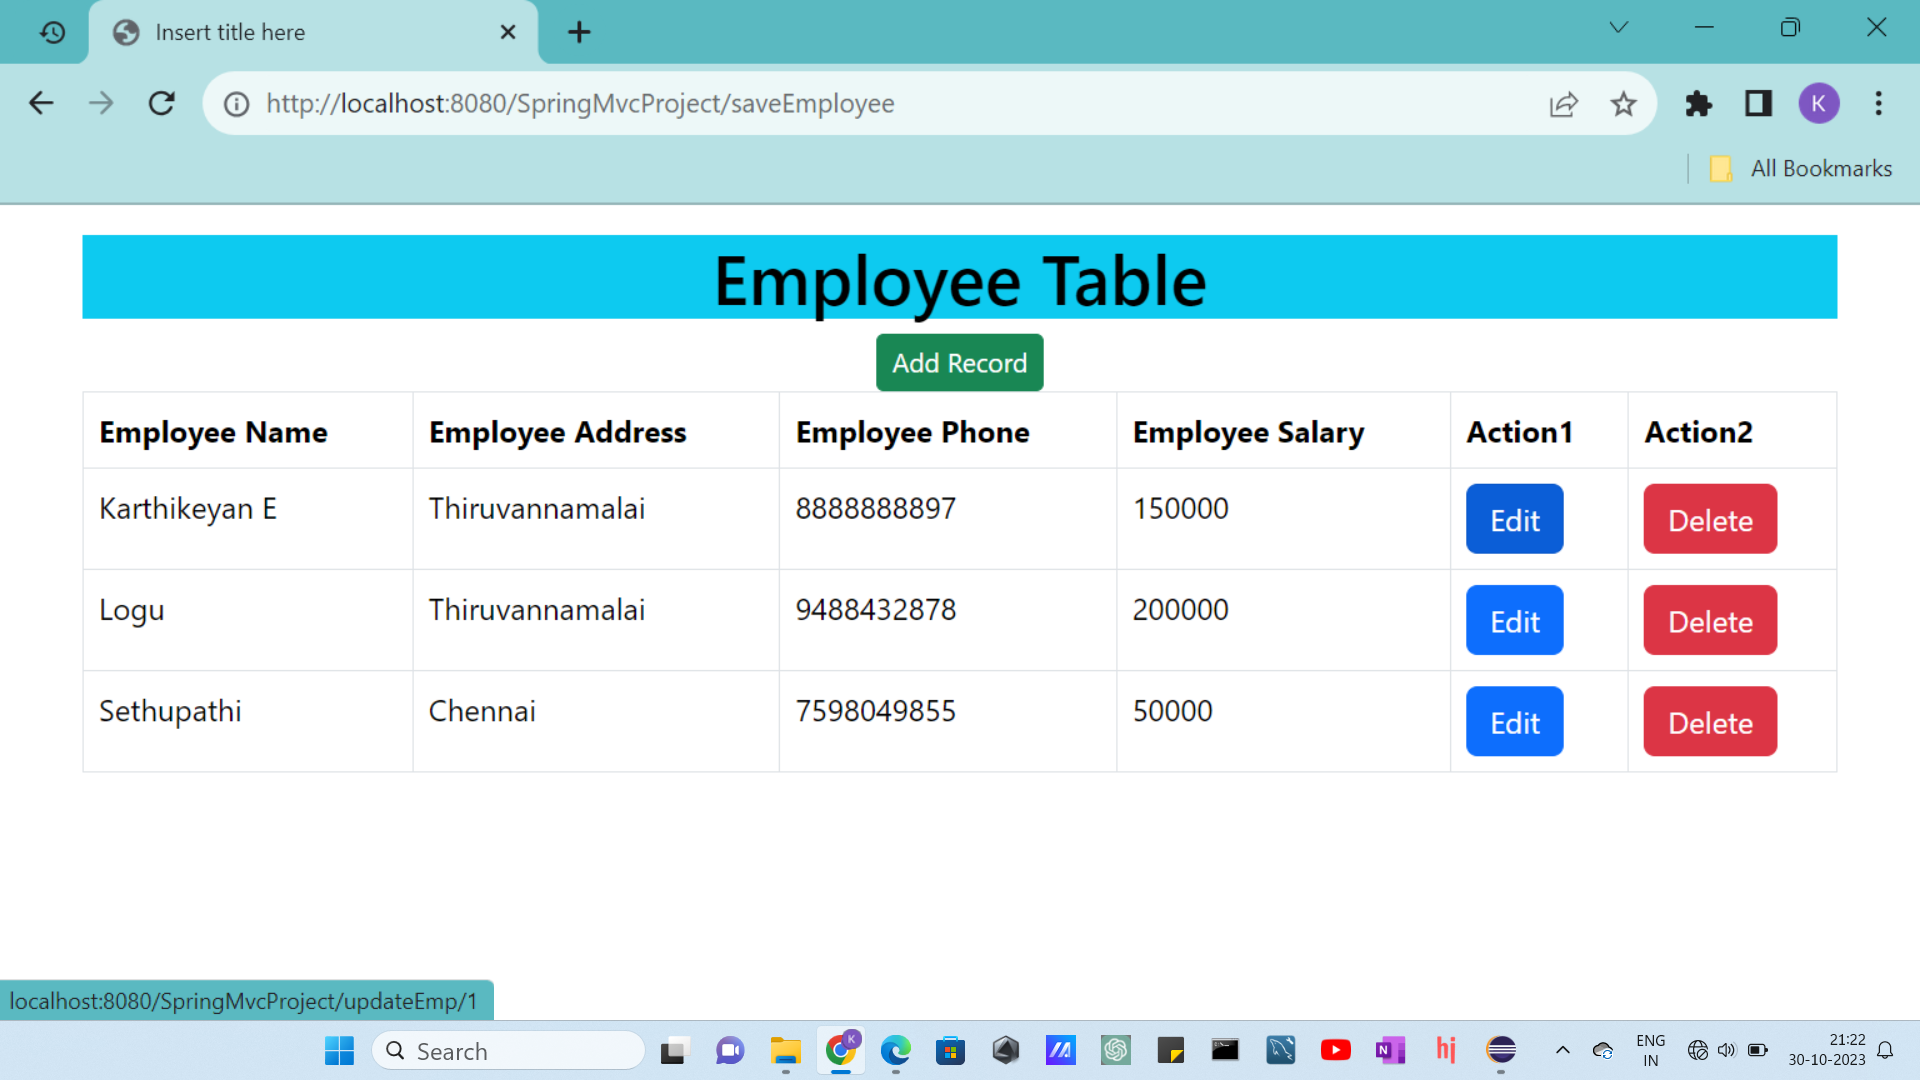 Insert title here
http://localhost:8080/SpringMvcProject/saveEmployee
K
All Bookmarks
Employee Table
Add Record
Employee Name Employee Address Employee Phone Employee Salary Action1 Action2
Karthikeyan E Thiruvannamalai 8888888897 150000 Edit Delete
Logu Thiruvannamalai 9488432878 200000 Edit Delete
Sethupathi Chennai 7598049855 50000 Edit Delete
localhost:8080/SpringMvcProject/updateEmp/1
Search
K
N
hj
ENG
IN
21:22
30-10-2023